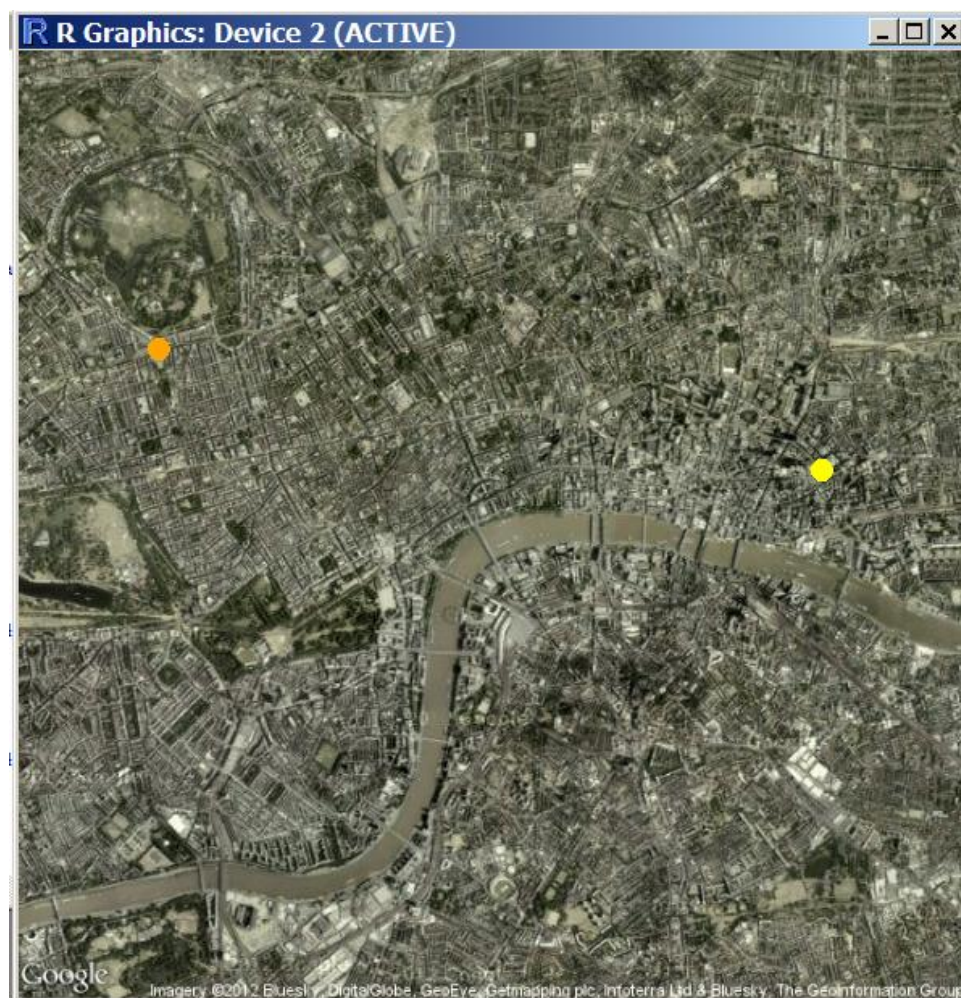 R R Graphics: Device 2 (ACTIVE)
Google
Imagery ©2012 Bluesky, DigitalGlobe, GeoEye, Getmapping plc, Infoterra Ltd & Bluesky, The GeoInformation Group